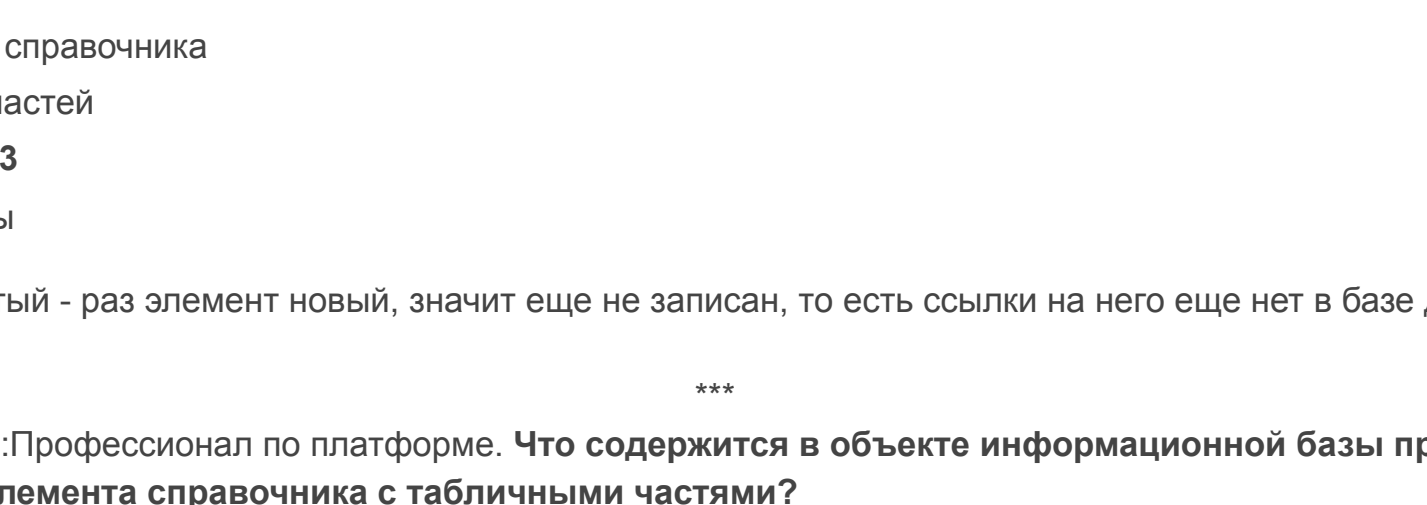 справочника
частей
3
ы
тый - раз элемент новый, значит еще не записан, то есть ссылки на него еще нет в базе
***
:Профессионал по платформе. Что содержится в объекте информационной базы пр
лемента справочника с табличными частями?